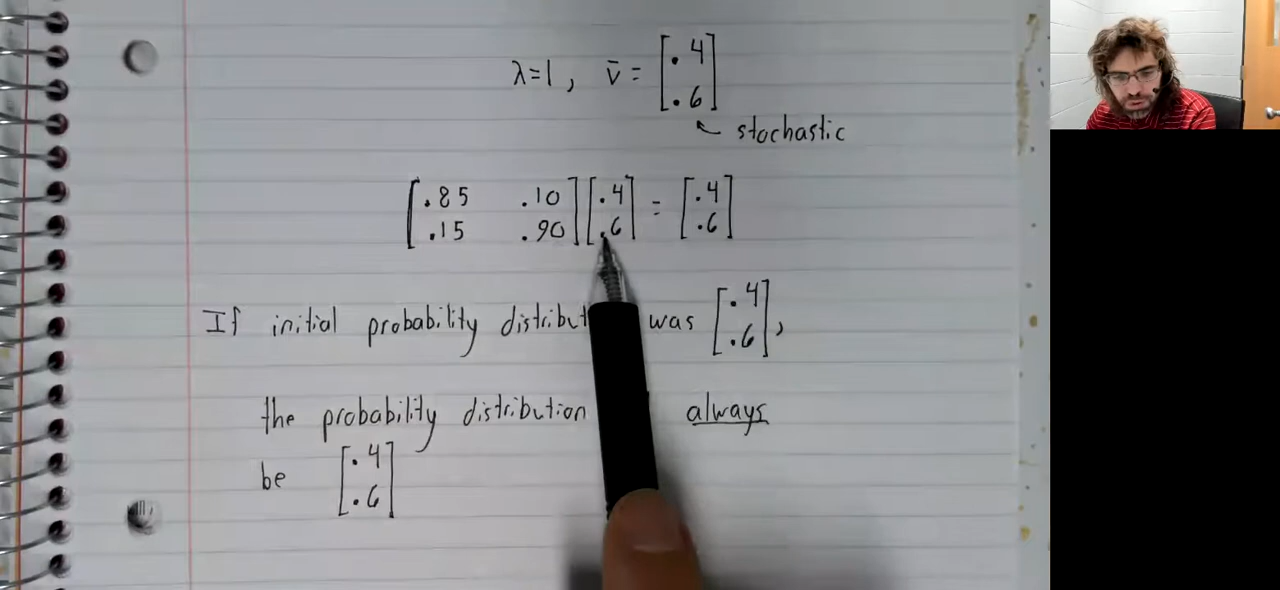 λ=1, v̄ = [.4 .6]
stochastic
[.85 .10 .15 .90] [.4 .6] = [.4 .6]
If initial probability distribut was [.4 .6],
the probability distribution always
be [.4 .6]